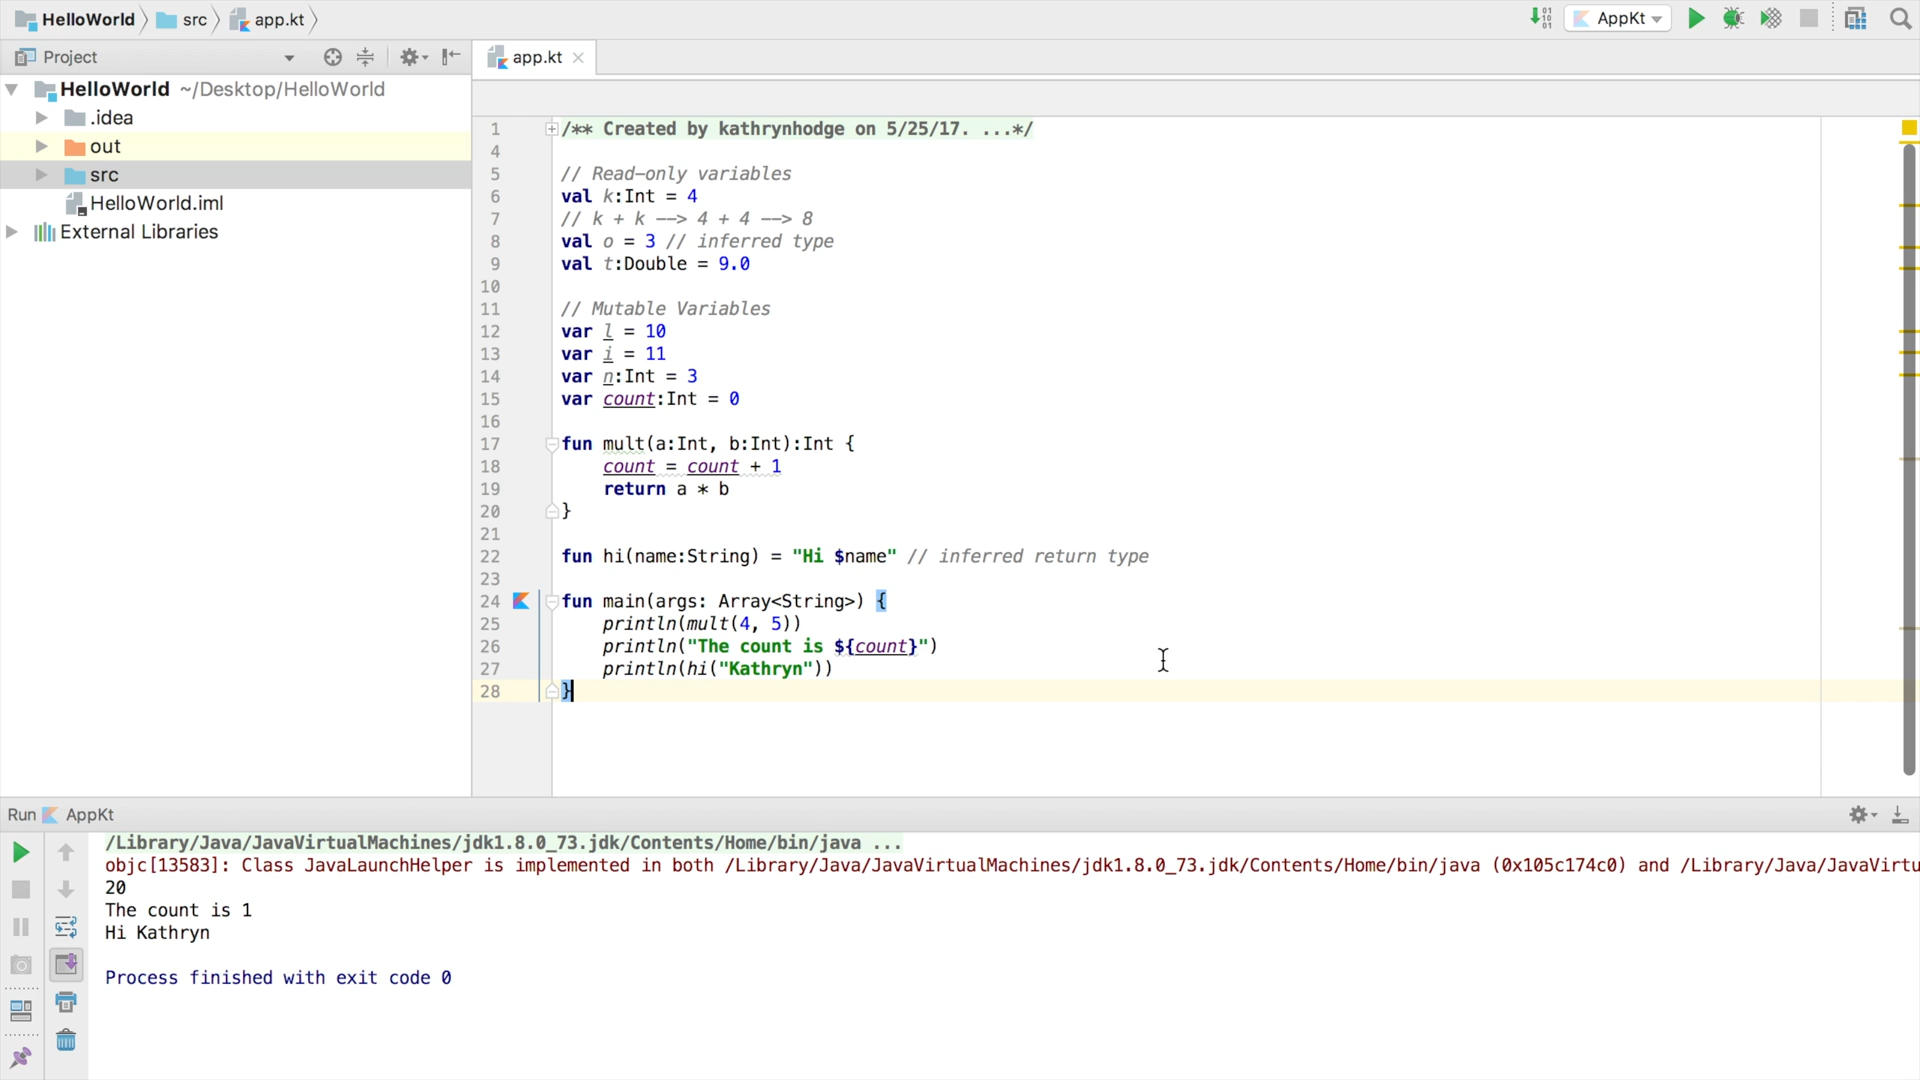 HelloWorld src app.kt AppKt
Project app.kt
HelloWorld ~/Desktop/HelloWorld
.idea
out
src
HelloWorld.iml
External Libraries
1 /** Created by kathrynhodge on 5/25/17. ...*/
4
5 // Read-only variables
6 val k:Int = 4
7 // k + k --> 4 + 4 --> 8
8 val o = 3 // inferred type
9 val t:Double = 9.0
10
11 // Mutable Variables
12 var l = 10
13 var i = 11
14 var n:Int = 3
15 var count:Int = 0
16
17 fun mult(a:Int, b:Int):Int {
18 count = count + 1
19 return a * b
20 }
21
22 fun hi(name:String) = "Hi $name" // inferred return type
23
24 fun main(args: Array<String>) {
25 println(mult(4, 5))
26 println("The count is ${count}")
27 println(hi("Kathryn"))
28 }
Run AppKt
/Library/Java/JavaVirtualMachines/jdk1.8.0_73.jdk/Contents/Home/bin/java ...
objc[13583]: Class JavaLaunchHelper is implemented in both /Library/Java/JavaVirtualMachines/jdk1.8.0_73.jdk/Contents/Home/bin/java (0x105c174c0) and /Library/Java/JavaVirtu
20
The count is 1
Hi Kathryn
Process finished with exit code 0